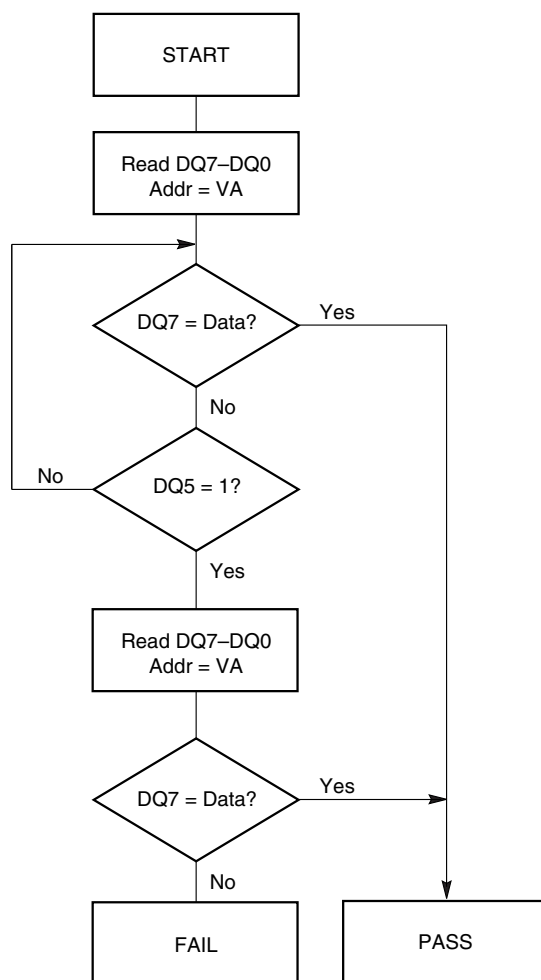 START
Read DQ7–DQ0
Addr = VA
DQ7 = Data?
Yes
No
No
DQ5 = 1?
Yes
Read DQ7–DQ0
Addr = VA
DQ7 = Data?
Yes
No
FAIL
PASS